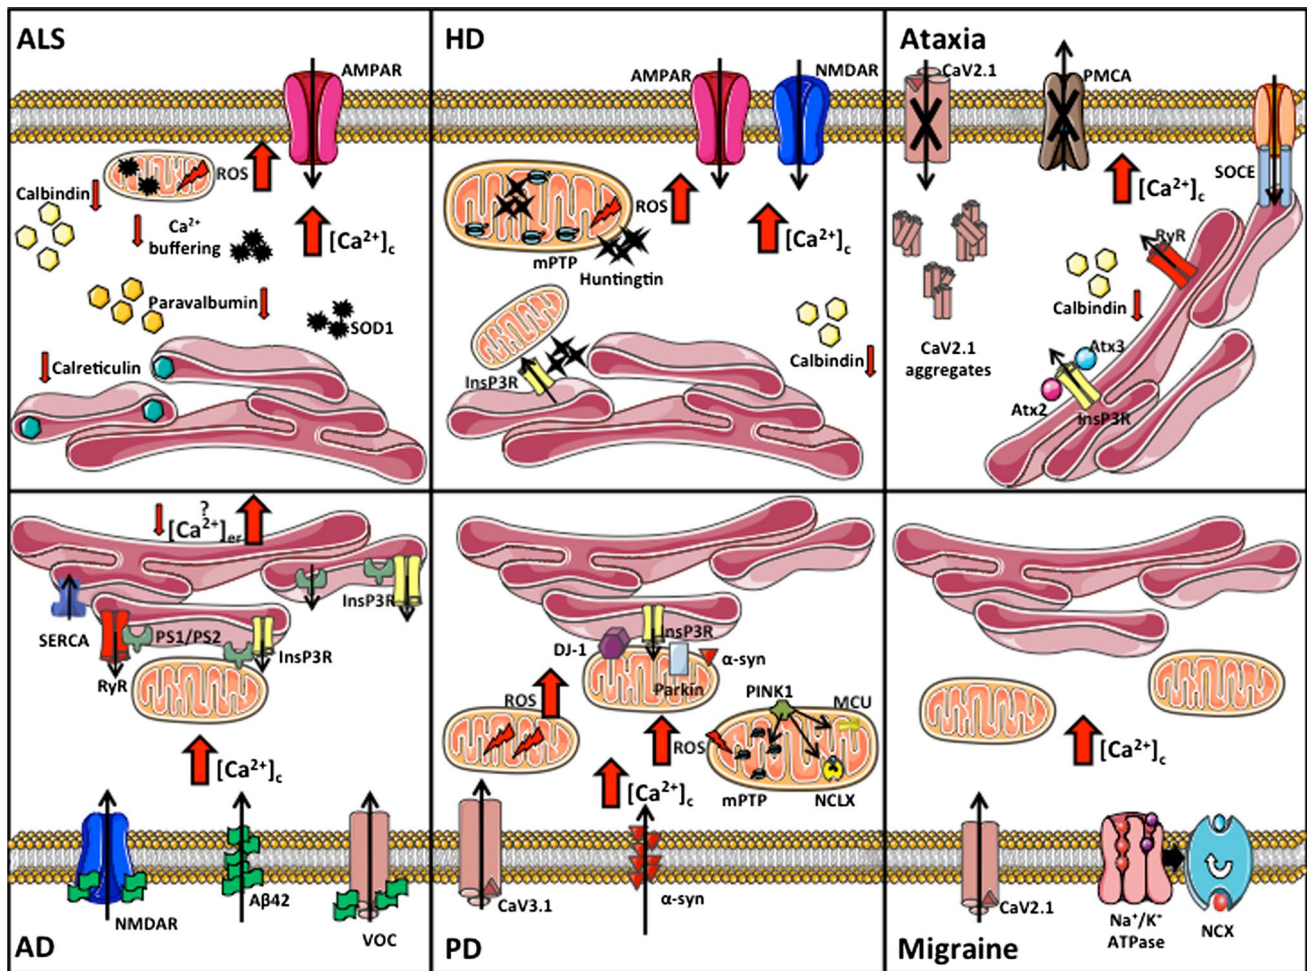 ALS
AMPAR
ROS
Calbindin
Ca²⁺
buffering
[Ca²⁺]c
Paravalbumin
SOD1
Calreticulin
HD
AMPAR
NMDAR
ROS
mPTP
Huntingtin
[Ca²⁺]c
InsP3R
Calbindin
Ataxia
CaV2.1
PMCA
SOCE
[Ca²⁺]c
RyR
Calbindin
CaV2.1
aggregates
Atx3
Atx2
InsP3R
?
[Ca²⁺]er
InsP3R
SERCA
PS1/PS2
InsP3R
RyR
[Ca²⁺]c
NMDAR
Aβ42
VOC
AD
InsP3R
DJ-1
α-syn
Parkin
ROS
PINK1
MCU
ROS
mPTP
NCLX
[Ca²⁺]c
CaV3.1
α-syn
PD
[Ca²⁺]c
CaV2.1
Na⁺/K⁺
ATPase
NCX
Migraine